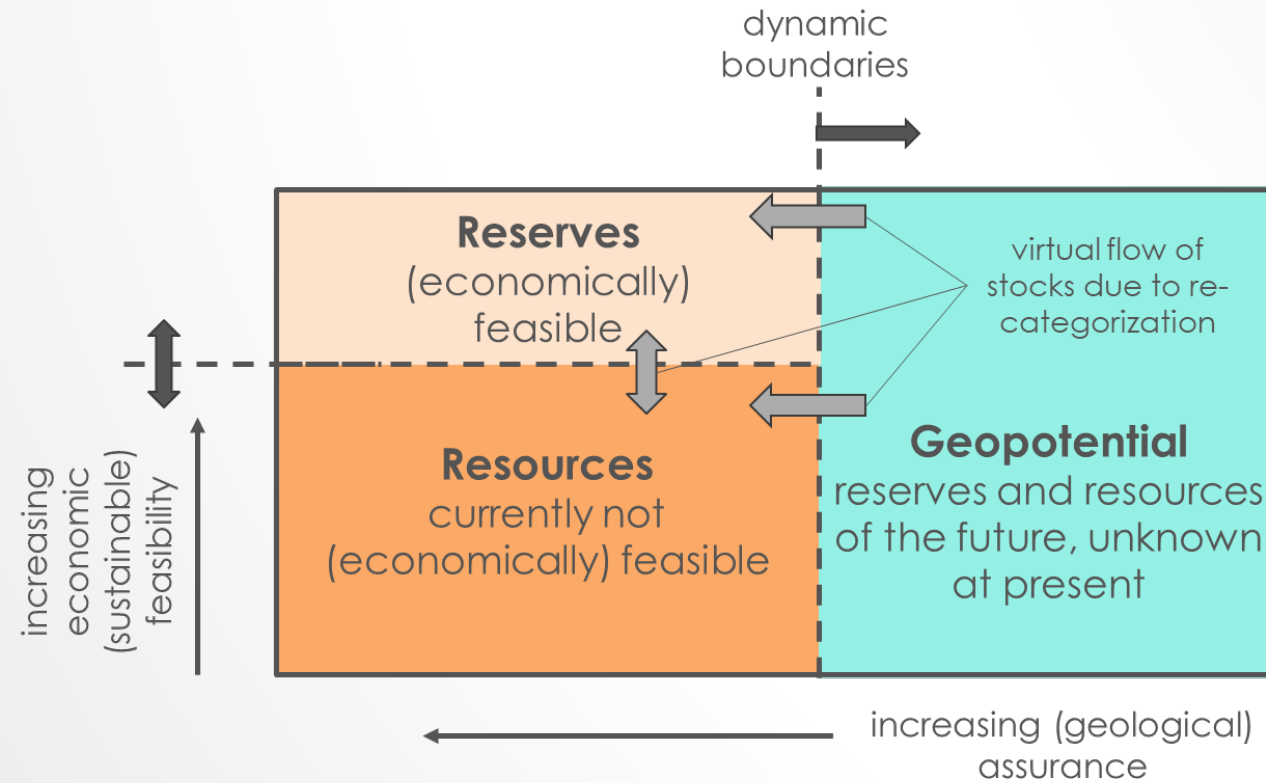 dynamic
boundaries
Reserves
(economically)
feasible
virtual flow of
stocks due to re-
categorization
Resources
currently not
(economically) feasible
Geopotential
reserves and resources
of the future, unknown
at present
increasing
economic
(sustainable)
feasibility
increasing (geological)
assurance